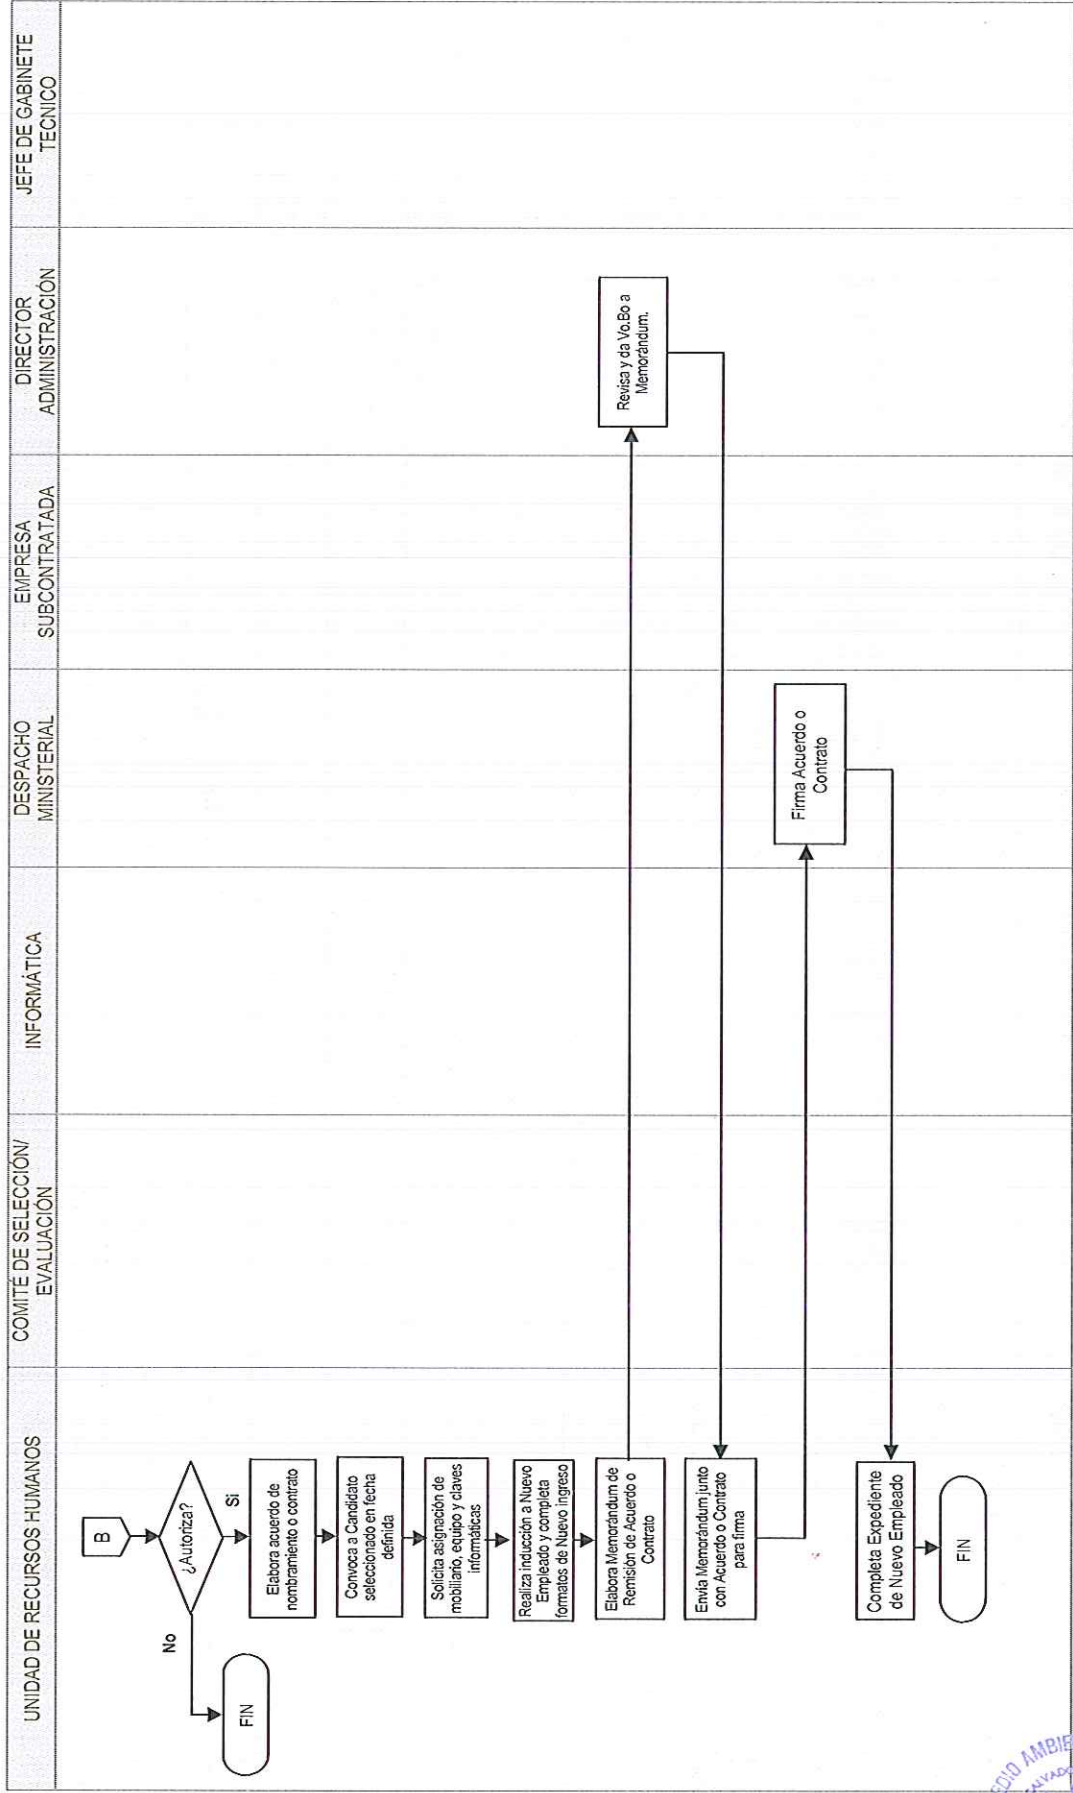 UNIDAD DE RECURSOS HUMANOS
COMITÉ DE SELECCIÓN/
EVALUACIÓN
INFORMÁTICA
DESPACHO
MINISTERIAL
EMPRESA
SUBCONTRATADA
DIRECTOR
ADMINISTRACIÓN
JEFE DE GABINETE
TECNICO
B
¿Autoriza?
No
Si
FIN
Elabora acuerdo de
nonbramiento o contrato
Convoca a Candidato
seleccionado en fecha
definida
Solicita asignación de
mobiliario, equipo y claves
informáticas
Realiza inducción a Nuevo
Empleado y completa
formatos de Nuevo ingreso
Elabora Memorándum de
Remisión de Acuerdo o
Contrato
Revisa y da Vo.Bo a
Memorándum.
Envía Memorándum junto
con Acuerdo o Contrato
para firma
Firma Acuerdo o
Contrato
Completa Expediente
de Nuevo Empleado
FIN